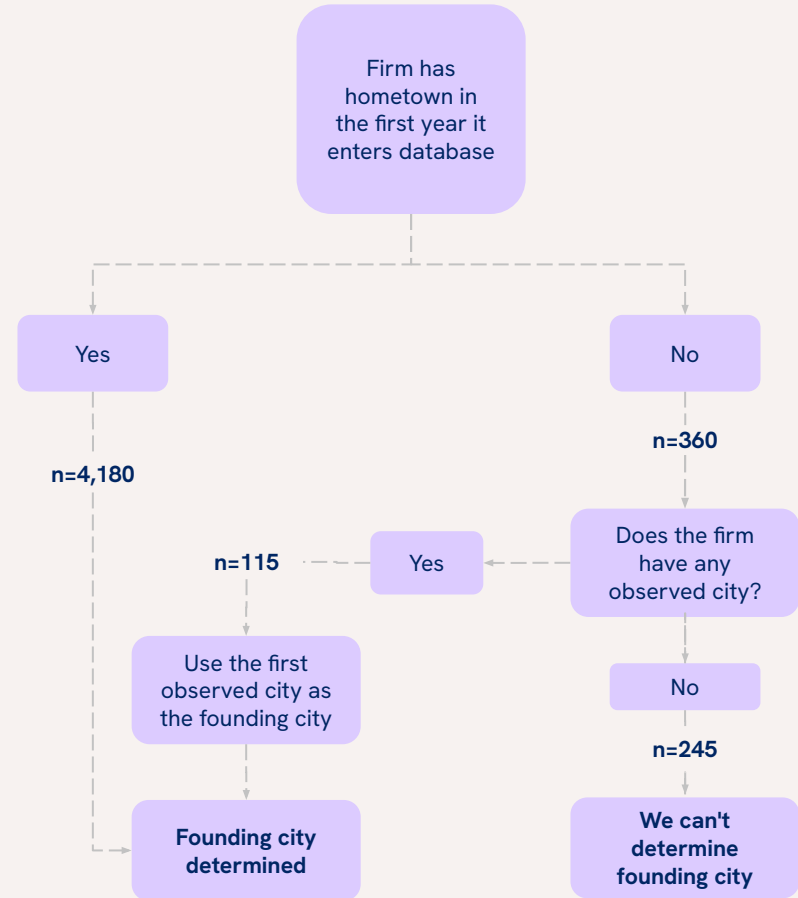 Firm has
hometown in
the first year it
enters database
Yes
No
n=360
n=4,180
Does the firm
have any
observed city?
Yes
n=115
Use the first
observed city as
the founding city
No
n=245
Founding city
determined
We can't
determine
founding city